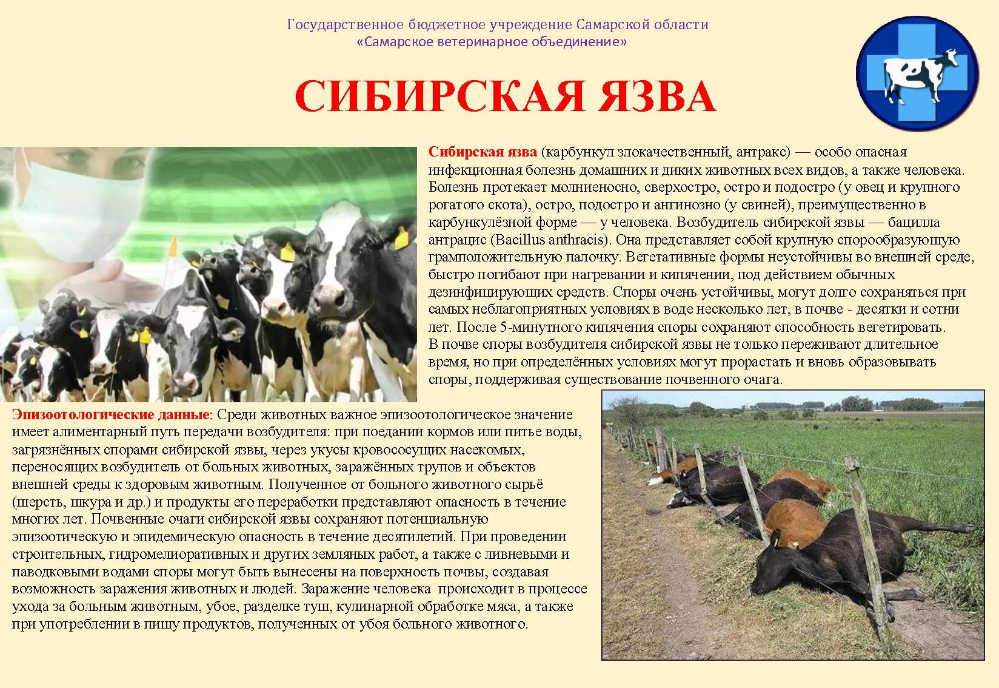 Государственное бюджетное учреждение Самарской области
«Самарское ветеринарное объединение»
СИБИРСКАЯ ЯЗВА
Сибирская язва (карбункул злокачественный, антракс) — особо опасная
инфекционная болезнь домашних и диких животных всех видов, а также человека.
Болезнь протекает молниеносно, сверхостро, остро и подостро (у овец и крупного
рогатого скота), остро, подостро и ангинозно (у свиней), преимущественно в
карбункулёзной форме — у человека. Возбудитель сибирской язвы — бацилла
антрацис (Bacillus anthracis). Она представляет собой крупную спорообразующую
грамположительную палочку. Вегетативные формы неустойчивы во внешней среде,
быстро погибают при нагревании и кипячении, под действием обычных
дезинфицирующих средств. Споры очень устойчивы, могут долго сохраняться при
самых неблагоприятных условиях в воде несколько лет, в почве - десятки и сотни
лет. После 5-минутного кипячения споры сохраняют способность вегетировать.
В почве споры возбудителя сибирской язвы не только переживают длительное
время, но при определённых условиях могут прорастать и вновь образовывать
споры, поддерживая существование почвенного очага.
Эпизоотологические данные: Среди животных важное эпизоотологическое значение
имеет алиментарный путь передачи возбудителя: при поедании кормов или питье воды,
загрязнённых спорами сибирской язвы, через укусы кровососущих насекомых,
переносящих возбудитель от больных животных, заражённых трупов и объектов
внешней среды к здоровым животным. Полученное от больного животного сырьё
(шерсть, шкура и др.) и продукты его переработки представляют опасность в течение
многих лет. Почвенные очаги сибирской язвы сохраняют потенциальную
эпизоотическую и эпидемическую опасность в течение десятилетий. При проведении
строительных, гидромелиоративных и других земляных работ, а также с ливневыми и
паводковыми водами споры могут быть вынесены на поверхность почвы, создавая
возможность заражения животных и людей. Заражение человека  происходит в процессе
ухода за больным животным, убое, разделке туш, кулинарной обработке мяса, а также
при употреблении в пищу продуктов, полученных от убоя больного животного.